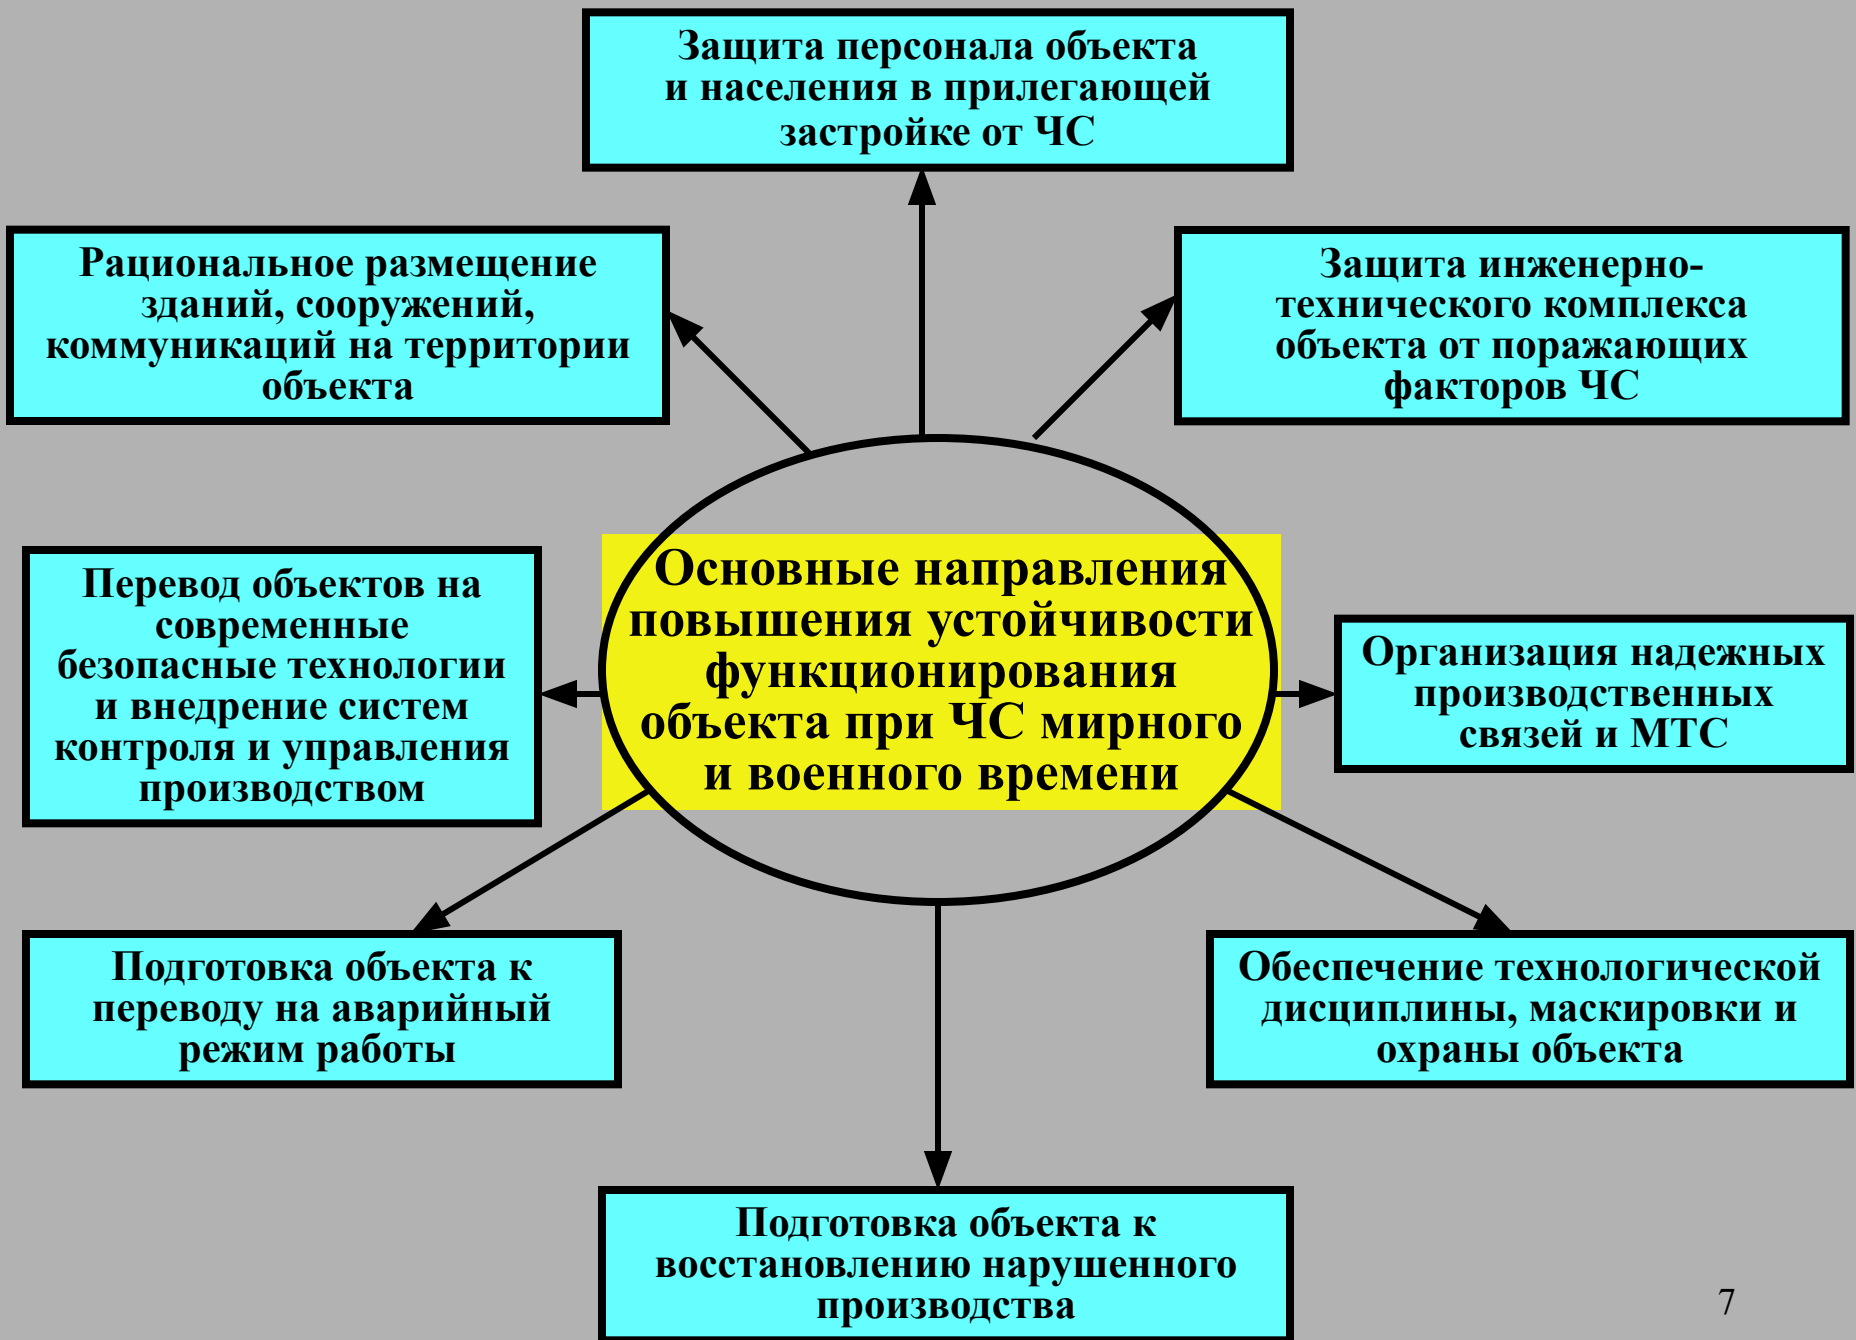 Защита персонала объекта
и населения в прилегающей
застройке от ЧС
Рациональное размещение
зданий, сооружений,
коммуникаций на территории
объекта
Защита инженерно-
технического комплекса
объекта от поражающих
факторов ЧС
Основные направления
повышения устойчивости
функционирования
объекта при ЧС мирного
и военного времени
Перевод объектов на
современные
безопасные технологии
и внедрение систем
контроля и управления
производством
Организация надежных
производственных
связей и МТС
Подготовка объекта к
переводу на аварийный
режим работы
Обеспечение технологической
дисциплины, маскировки и
охраны объекта
Подготовка объекта к
восстановлению нарушенного
производства
7